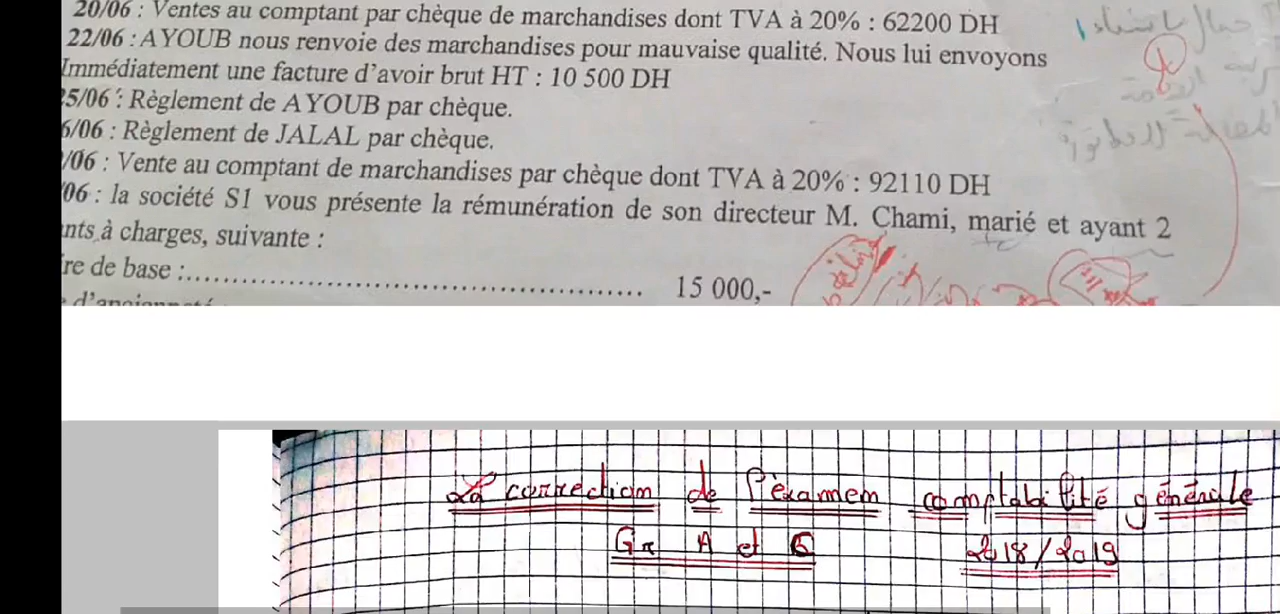 20/06 : Ventes au comptant par chèque de marchandises dont TVA à 20% : 62200 DH
22/06 : AYOUB nous renvoie des marchandises pour mauvaise qualité. Nous lui envoyons
Immédiatement une facture d'avoir brut HT : 10 500 DH
25/06 : Règlement de AYOUB par chèque.
6/06 : Règlement de JALAL par chèque.
/06 : Vente au comptant de marchandises par chèque dont TVA à 20% : 92110 DH
06 : la société S1 vous présente la rémunération de son directeur M. Chami, marié et ayant 2
nts à charges, suivante :
re de base :.................................................. 15 000,-
d'ancienneté
La correction de l'examen comptabilité générale
Gr A et 2018/2019